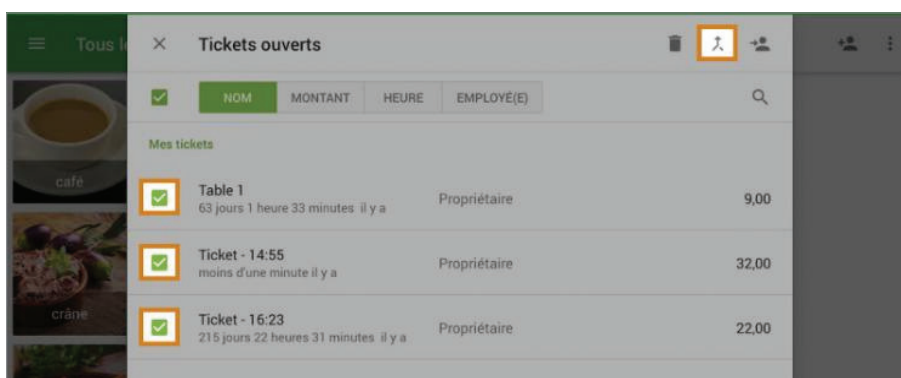 Tous
Tickets ouverts
NOM MONTANT HEURE EMPLOYÉ(E)
Mes tickets
café
Table 1 Propriétaire 9,00
63 jours 1 heure 33 minutes il y a
Ticket - 14:55 Propriétaire 32,00
moins d'une minute il y a
crâne
Ticket - 16:23 Propriétaire 22,00
215 jours 22 heures 31 minutes il y a